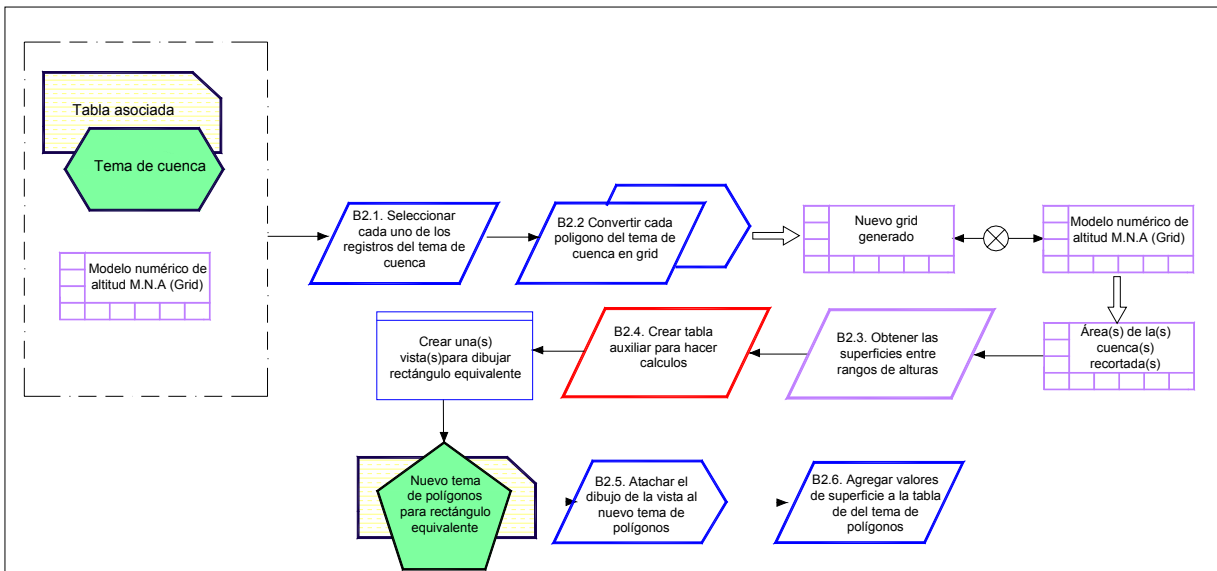 Tabla asociada
Tema de cuenca
Modelo numérico de
altitud M.N.A (Grid)
B2.1. Seleccionar
cada uno de los
registros del tema de
cuenca
B2.2 Convertir cada
poligono del tema de
cuenca en grid
Nuevo grid
generado
Modelo numérico de
altitud M.N.A (Grid)
Crear una(s)
vista(s)para dibujar
rectángulo equivalente
B2.4. Crear tabla
auxiliar para hacer
calculos
B2.3. Obtener las
superficies entre
rangos de alturas
Área(s) de la(s)
cuenca(s)
recortada(s)
Nuevo tema
de polígonos
para rectángulo
equivalente
B2.5. Atachar el
dibujo de la vista al
nuevo tema de
polígonos
B2.6. Agregar valores
de superficie a la tabla
de del tema de
polígonos